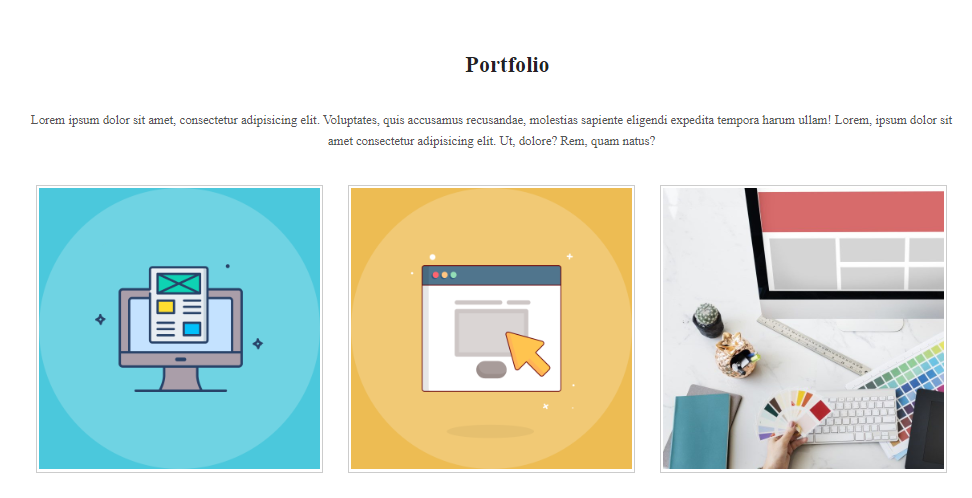 Portfolio
Lorem ipsum dolor sit amet, consectetur adipisicing elit. Voluptates, quis accusamus recusandae, molestias sapiente eligendi expedita tempora harum ullam! Lorem, ipsum dolor sit
amet consectetur adipisicing elit. Ut, dolore? Rem, quam natus?